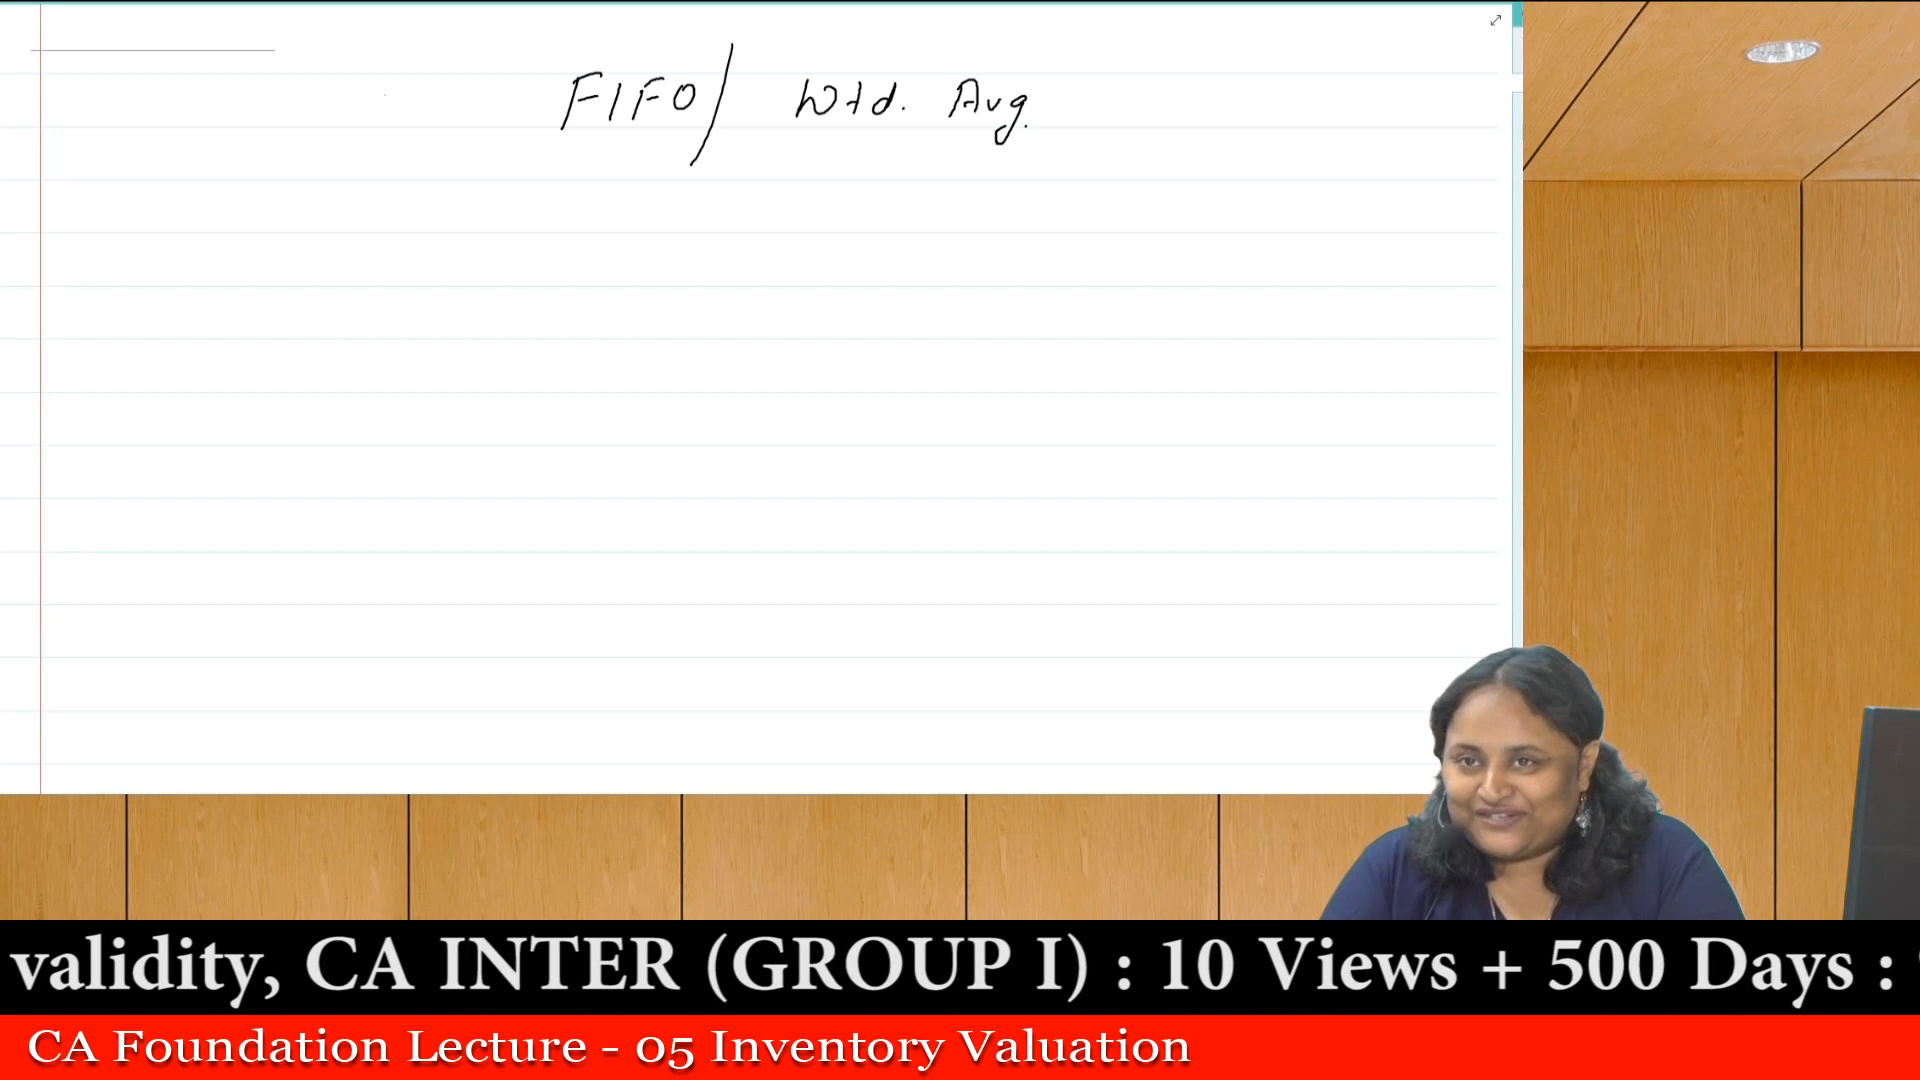 FIFO/ Wtd. Avg.
validity, CA INTER (GROUP I) : 10 Views + 500 Days :
CA Foundation Lecture - 05 Inventory Valuation